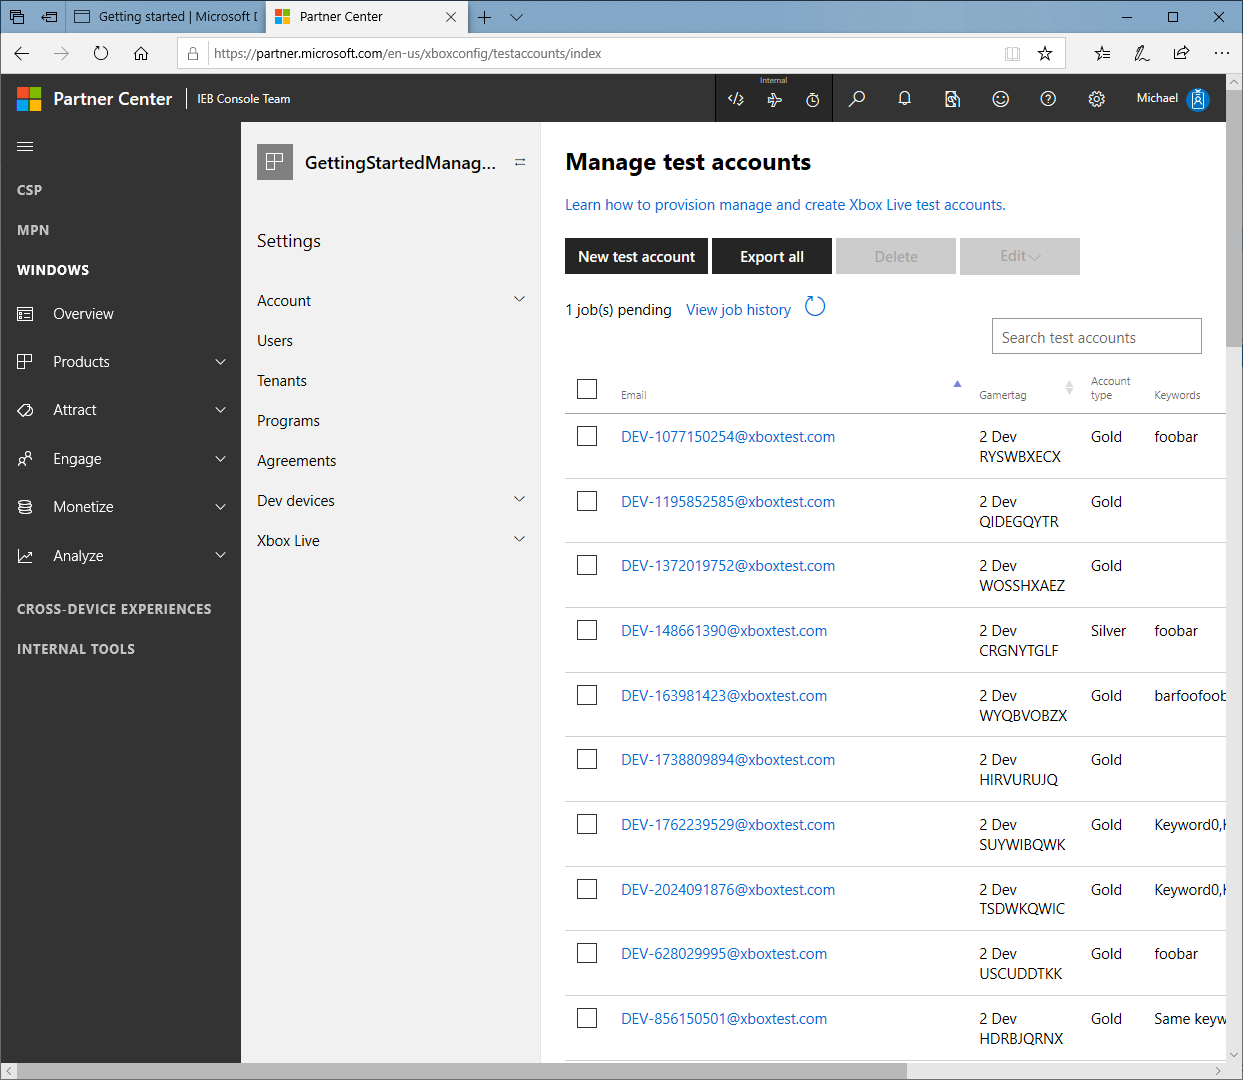 Getting started | Microsoft
Partner Center
https://partner.microsoft.com/en-us/xboxconfig/testaccounts/index
Partner Center
IEB Console Team
Internal
Michael
CSP
MPN
WINDOWS
Overview
Products
Attract
Engage
Monetize
Analyze
CROSS-DEVICE EXPERIENCES
INTERNAL TOOLS
GettingStartedManag...
Settings
Account
Users
Tenants
Programs
Agreements
Dev devices
Xbox Live
Manage test accounts
Learn how to provision manage and create Xbox Live test accounts.
New test account
Export all
Delete
Edit
1 job(s) pending
View job history
Search test accounts
Email
Gamertag
Account
type
Keywords
DEV-1077150254@xboxtest.com
2 Dev
RYSWBXECX
Gold
foobar
DEV-1195852585@xboxtest.com
2 Dev
QIDEGQYTR
Gold
DEV-1372019752@xboxtest.com
2 Dev
WOSSHXAEZ
Gold
DEV-148661390@xboxtest.com
2 Dev
CRGNYTGLF
Silver
foobar
DEV-163981423@xboxtest.com
2 Dev
WYQBVOBZX
Gold
barfoofoob
DEV-1738809894@xboxtest.com
2 Dev
HIRVURUJQ
Gold
DEV-1762239529@xboxtest.com
2 Dev
SUYWIBQWK
Gold
Keyword0,
DEV-2024091876@xboxtest.com
2 Dev
TSDWKQWIC
Gold
Keyword0,
DEV-628029995@xboxtest.com
2 Dev
USCUDDTKK
Gold
foobar
DEV-856150501@xboxtest.com
2 Dev
HDRBJQRNX
Gold
Same keyw